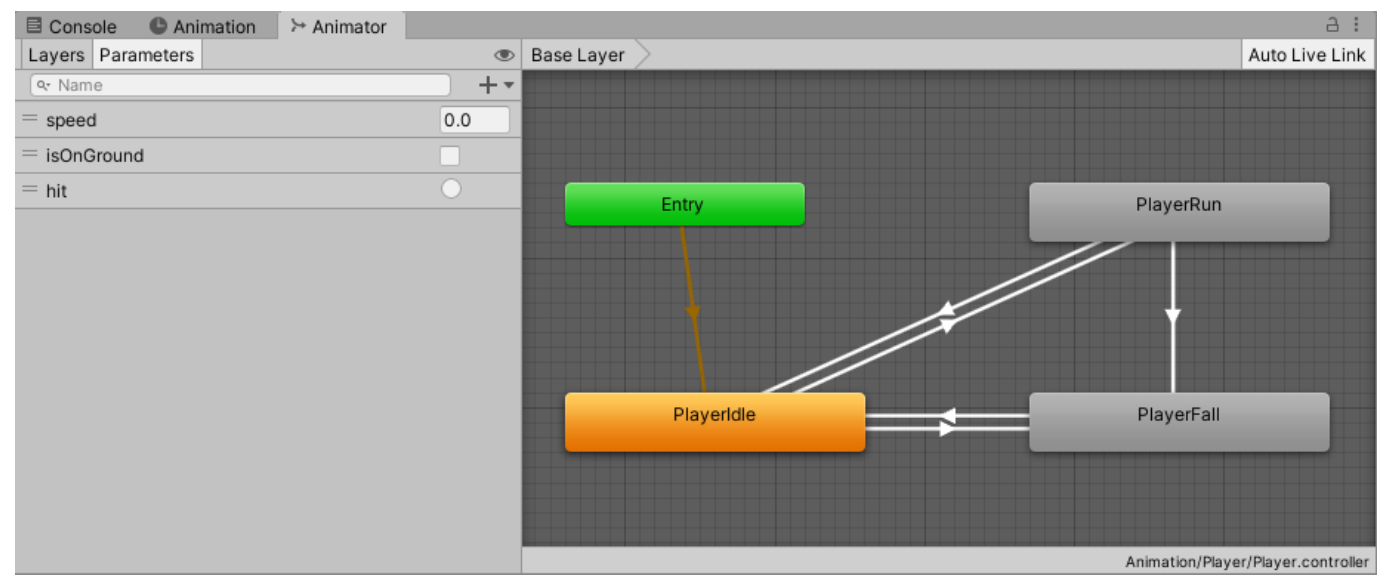 Console Animation Animator
Layers Parameters
Base Layer
Auto Live Link
Name
speed 0.0
isOnGround
hit
Entry
PlayerRun
PlayerIdle
PlayerFall
Animation/Player/Player.controller